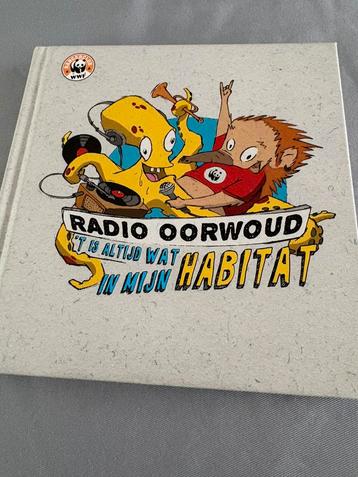 WWF
RADIO OORWOUD
'T IS ALTIJD WAT
IN MIJN HABITAT